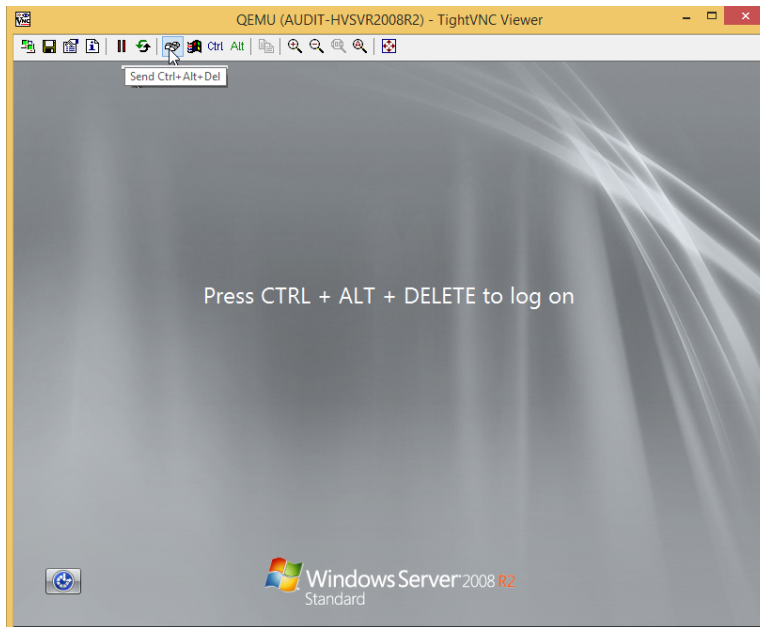 QEMU (AUDIT-HVSVR2008R2) - TightVNC Viewer
Ctrl Alt
Send Ctrl+Alt+Del
Press CTRL + ALT + DELETE to log on
Windows Server 2008 R2
Standard